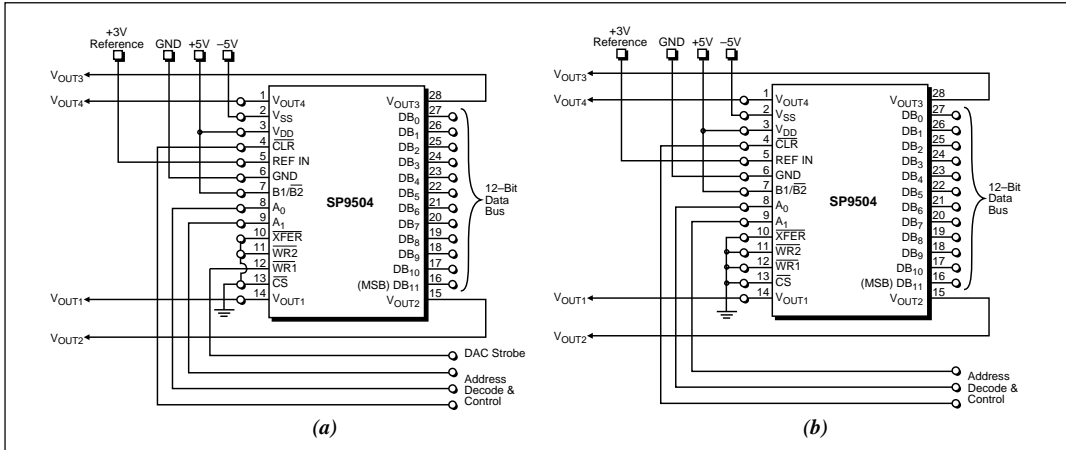 +3V
Reference GND +5V –5V
VOUT3
VOUT4
1 VOUT4 VOUT3 28
2 VSS DB0 27
3 VDD DB1 26
4 CLR DB2 25
5 REF IN DB3 24
6 GND DB4 23
7 B1/B2 DB5 22
8 A0 DB6 21
9 A1 DB7 20
10 XFER DB8 19
11 WR2 DB9 18
12 WR1 DB10 17
13 CS (MSB) DB11 16
14 VOUT1 VOUT2 15
SP9504
12–Bit
Data
Bus
VOUT1
VOUT2
DAC Strobe
Address
Decode &
Control
(a)
+3V
Reference GND +5V –5V
VOUT3
VOUT4
1 VOUT4 VOUT3 28
2 VSS DB0 27
3 VDD DB1 26
4 CLR DB2 25
5 REF IN DB3 24
6 GND DB4 23
7 B1/B2 DB5 22
8 A0 DB6 21
9 A1 DB7 20
10 XFER DB8 19
11 WR2 DB9 18
12 WR1 DB10 17
13 CS (MSB) DB11 16
14 VOUT1 VOUT2 15
SP9504
12–Bit
Data
Bus
VOUT1
VOUT2
Address
Decode &
Control
(b)